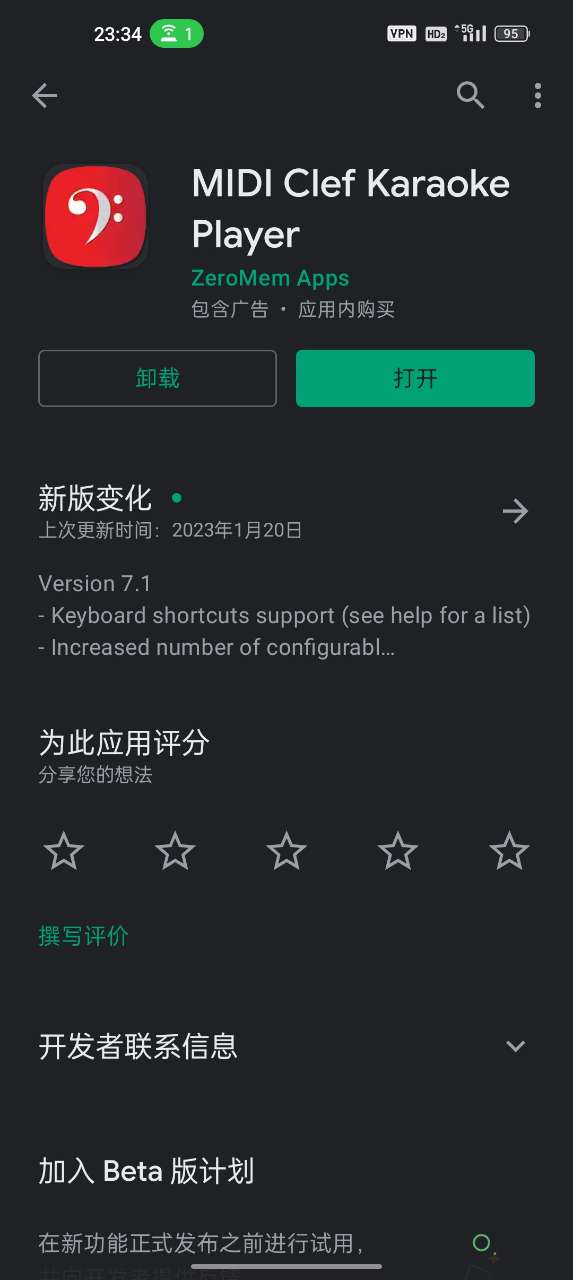 23:34 1 VPN HD2 5G 95
MIDI Clef Karaoke
Player
ZeroMem Apps
包含广告 · 应用内购买
卸载 打开
新版变化
上次更新时间：2023年1月20日
Version 7.1
- Keyboard shortcuts support (see help for a list)
- Increased number of configurabl…
为此应用评分
分享您的想法
撰写评价
开发者联系信息
加入 Beta 版计划
在新功能正式发布之前进行试用，